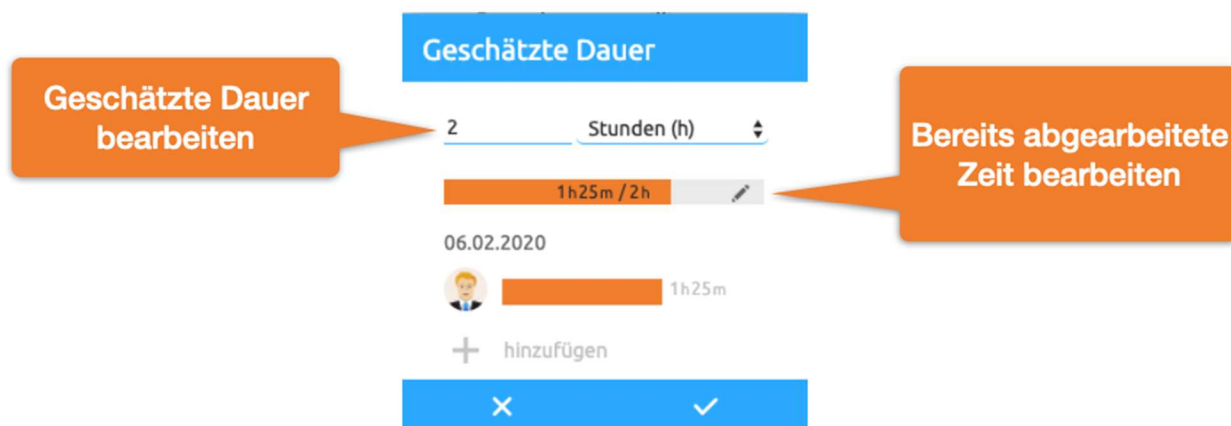 Geschätzte Dauer
Geschätzte Dauer
bearbeiten
2
Stunden (h)
Bereits abgearbeitete
Zeit bearbeiten
1h25m / 2h
06.02.2020
1h25m
hinzufügen